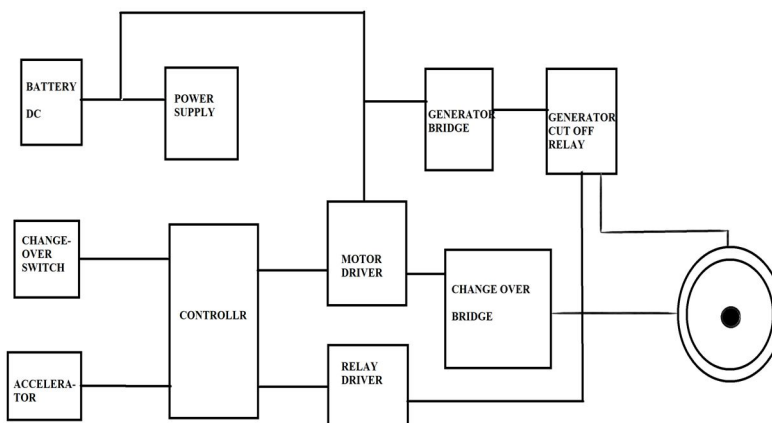 BATTERY
DC
POWER
SUPPLY
GENERATOR
BRIDGE
GENERATOR
CUT OFF
RELAY
CHANGE-
OVER
SWITCH
CONTROLLR
MOTOR
DRIVER
CHANGE OVER
BRIDGE
ACCELERA-
TOR
RELAY
DRIVER